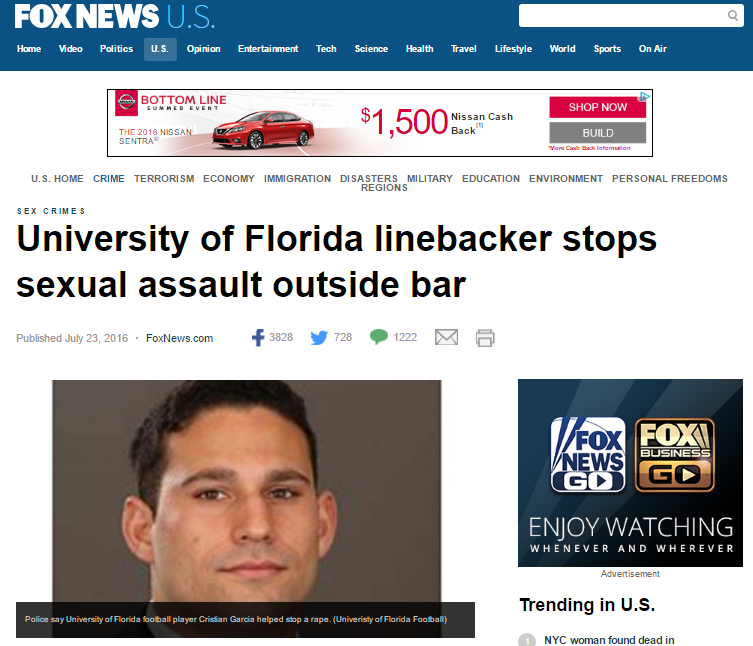 FOX NEWS U.S.
Home Video Politics U.S. Opinion Entertainment Tech Science Health Travel Lifestyle World Sports On Air
BOTTOM LINE
SUMMER EVENT
THE 2016 NISSAN
SENTRA®
$1,500 Nissan Cash
Back[1]
SHOP NOW
BUILD
*More Cash Back Information
U.S. HOME CRIME TERRORISM ECONOMY IMMIGRATION DISASTERS MILITARY EDUCATION ENVIRONMENT PERSONAL FREEDOMS
REGIONS
SEX CRIMES
University of Florida linebacker stops
sexual assault outside bar
Published July 23, 2016 · FoxNews.com 3828 728 1222
Police say University of Florida football player Cristian Garcia helped stop a rape. (Univeristy of Florida Football)
FOX
NEWS
GO
FOX
BUSINESS
GO
ENJOY WATCHING
WHENEVER AND WHEREVER
Advertisement
Trending in U.S.
1 NYC woman found dead in